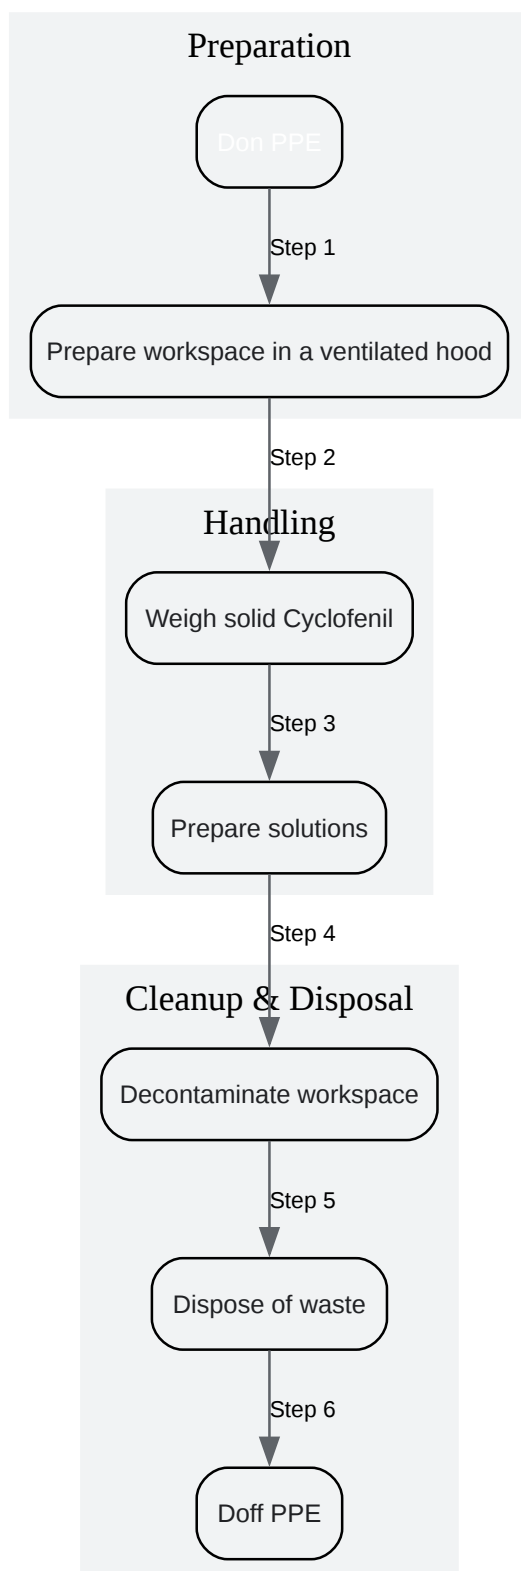 Preparation
Don PPE
Step 1
Prepare workspace in a ventilated hood
Step 2
Handling
Weigh solid Cyclofenil
Step 3
Prepare solutions
Step 4
Cleanup & Disposal
Decontaminate workspace
Step 5
Dispose of waste
Step 6
Doff PPE